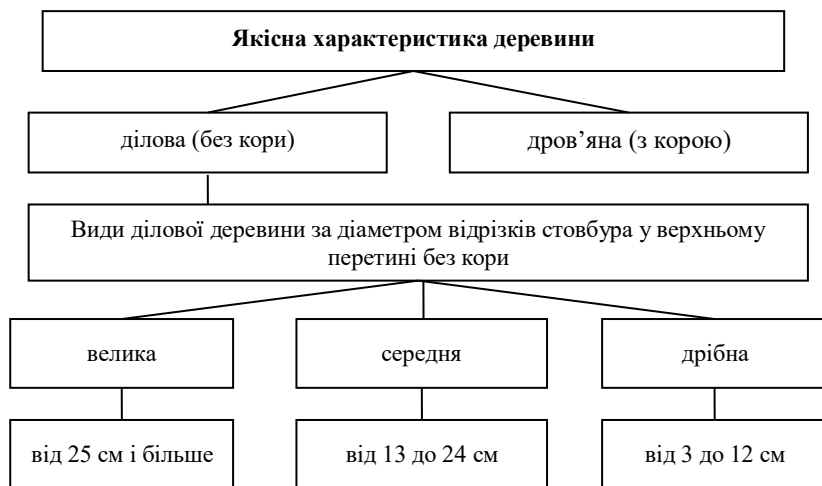 Якісна характеристика деревини
ділова (без кори)
дров’яна (з корою)
Види ділової деревини за діаметром відрізків стовбура у верхньому
перетині без кори
велика
середня
дрібна
від 25 см і більше
від 13 до 24 см
від 3 до 12 см